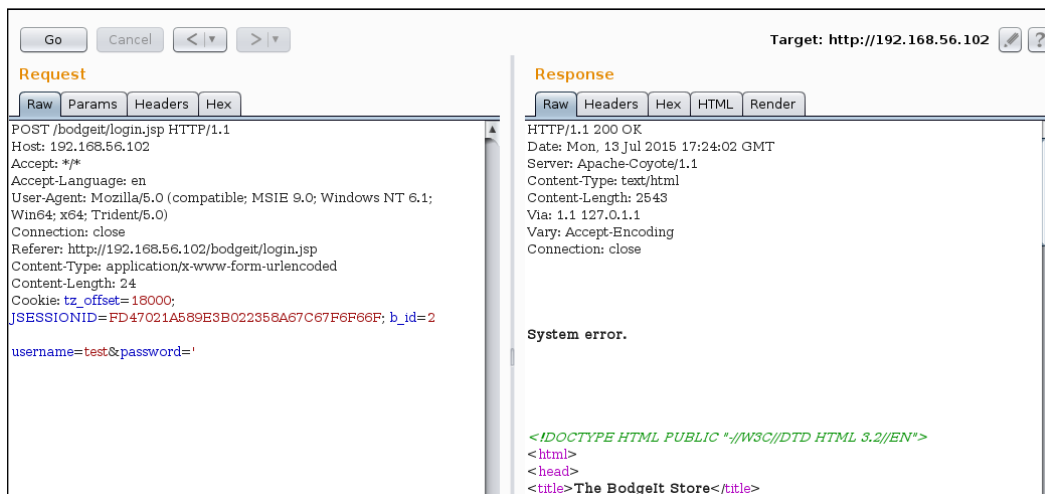 Go Cancel < > Target: http://192.168.56.102 ?
Request
Raw Params Headers Hex
POST /bodgeit/login.jsp HTTP/1.1
Host: 192.168.56.102
Accept: */*
Accept-Language: en
User-Agent: Mozilla/5.0 (compatible; MSIE 9.0; Windows NT 6.1;
Win64; x64; Trident/5.0)
Connection: close
Referer: http://192.168.56.102/bodgeit/login.jsp
Content-Type: application/x-www-form-urlencoded
Content-Length: 24
Cookie: tz_offset=18000;
JSESSIONID=FD47021A589E3B022358A67C67F6F66F; b_id=2
username=test&password='
Response
Raw Headers Hex HTML Render
HTTP/1.1 200 OK
Date: Mon, 13 Jul 2015 17:24:02 GMT
Server: Apache-Coyote/1.1
Content-Type: text/html
Content-Length: 2543
Via: 1.1 127.0.1.1
Vary: Accept-Encoding
Connection: close
System error.
<!DOCTYPE HTML PUBLIC "-//W3C//DTD HTML 3.2//EN">
<html>
<head>
<title>The BodgeIt Store</title>